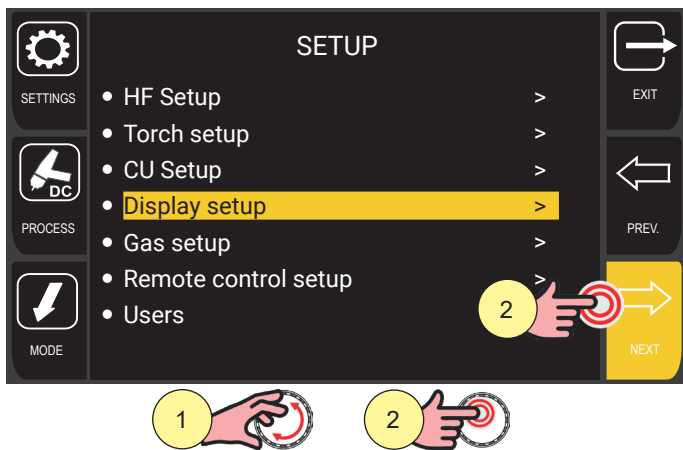 SETUP
SETTINGS
EXIT
• HF Setup >
• Torch setup >
• CU Setup >
DC
• Display setup >
PROCESS
PREV.
• Gas setup >
• Remote control setup >
• Users
2
MODE
NEXT
1
2